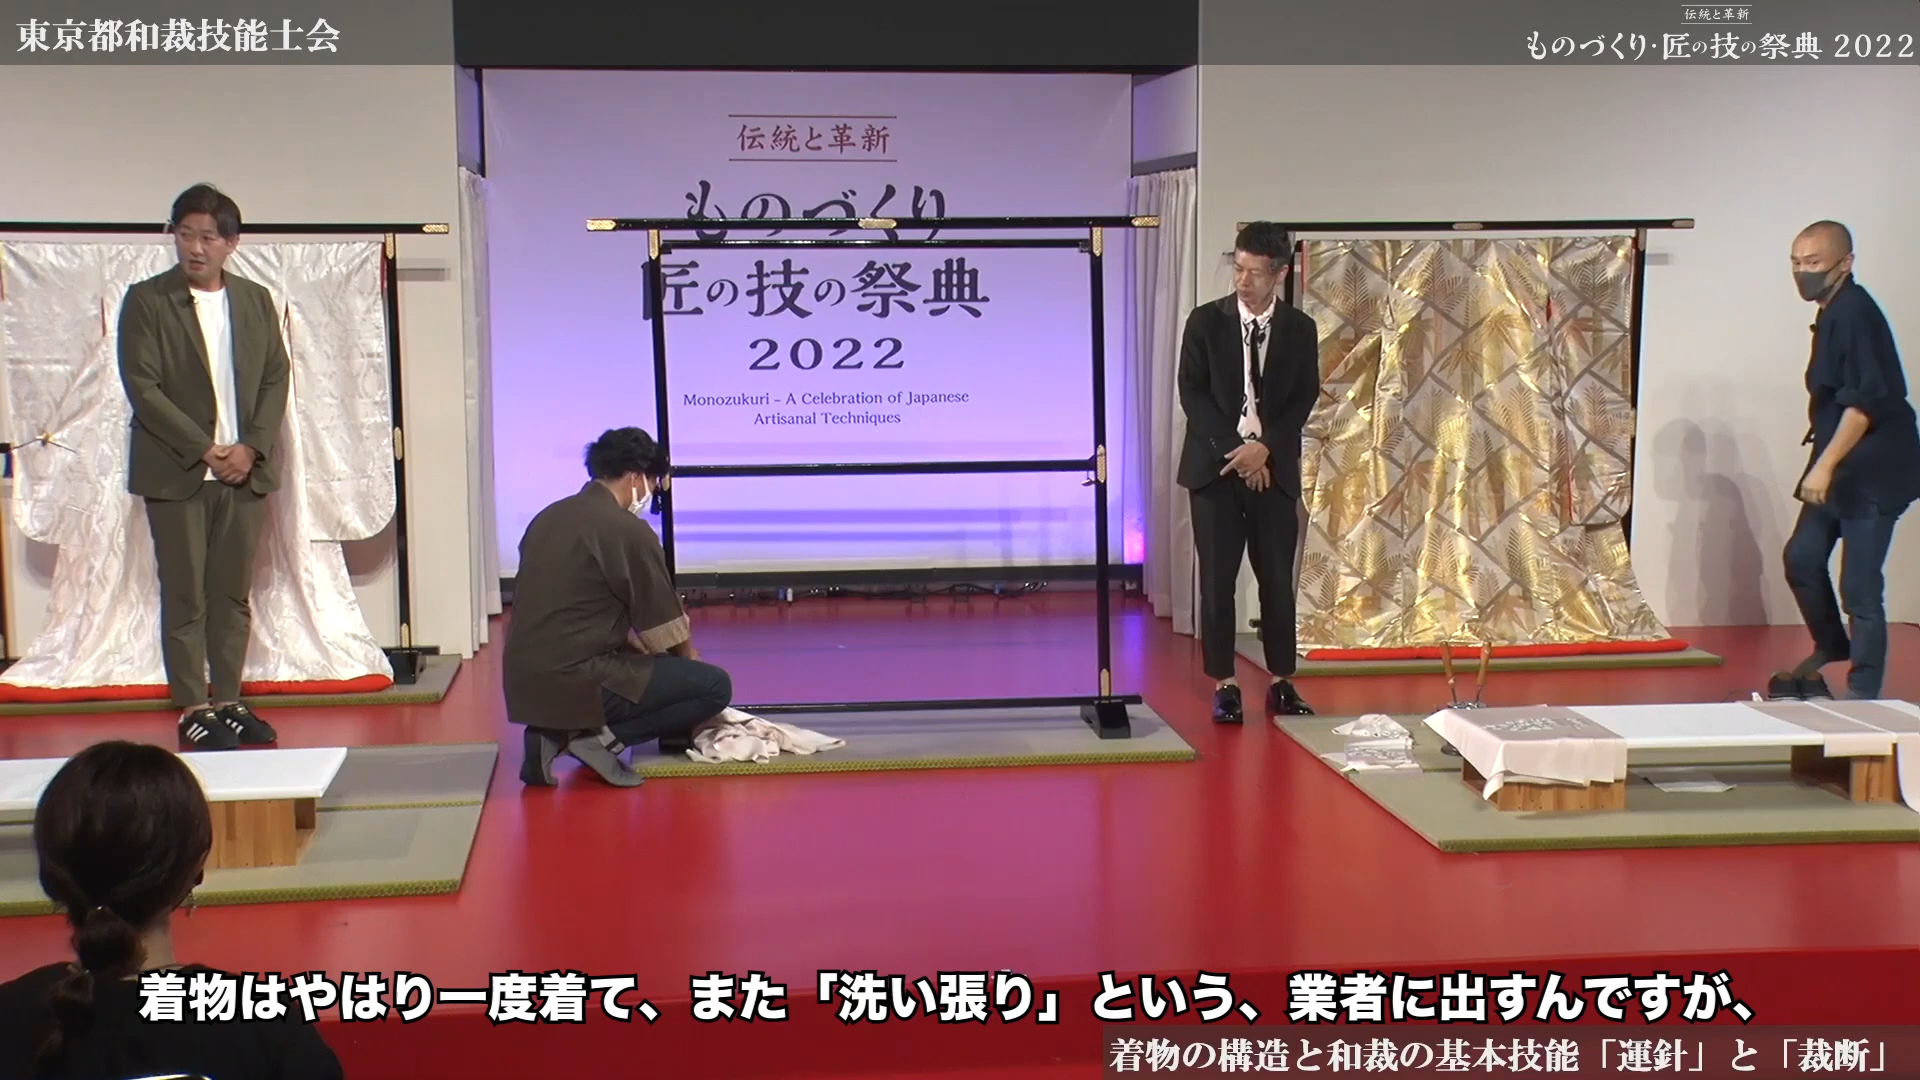 東京都和裁技能士会
伝統と革新
ものづくり・匠の技の祭典 2022
伝統と革新
ものづくり
匠の技の祭典
2022
Monozukuri – A Celebration of Japanese
Artisanal Techniques
着物はやはり一度着て、また「洗い張り」という、業者に出すんですが、
着物の構造と和裁の基本技能「運針」と「裁断」